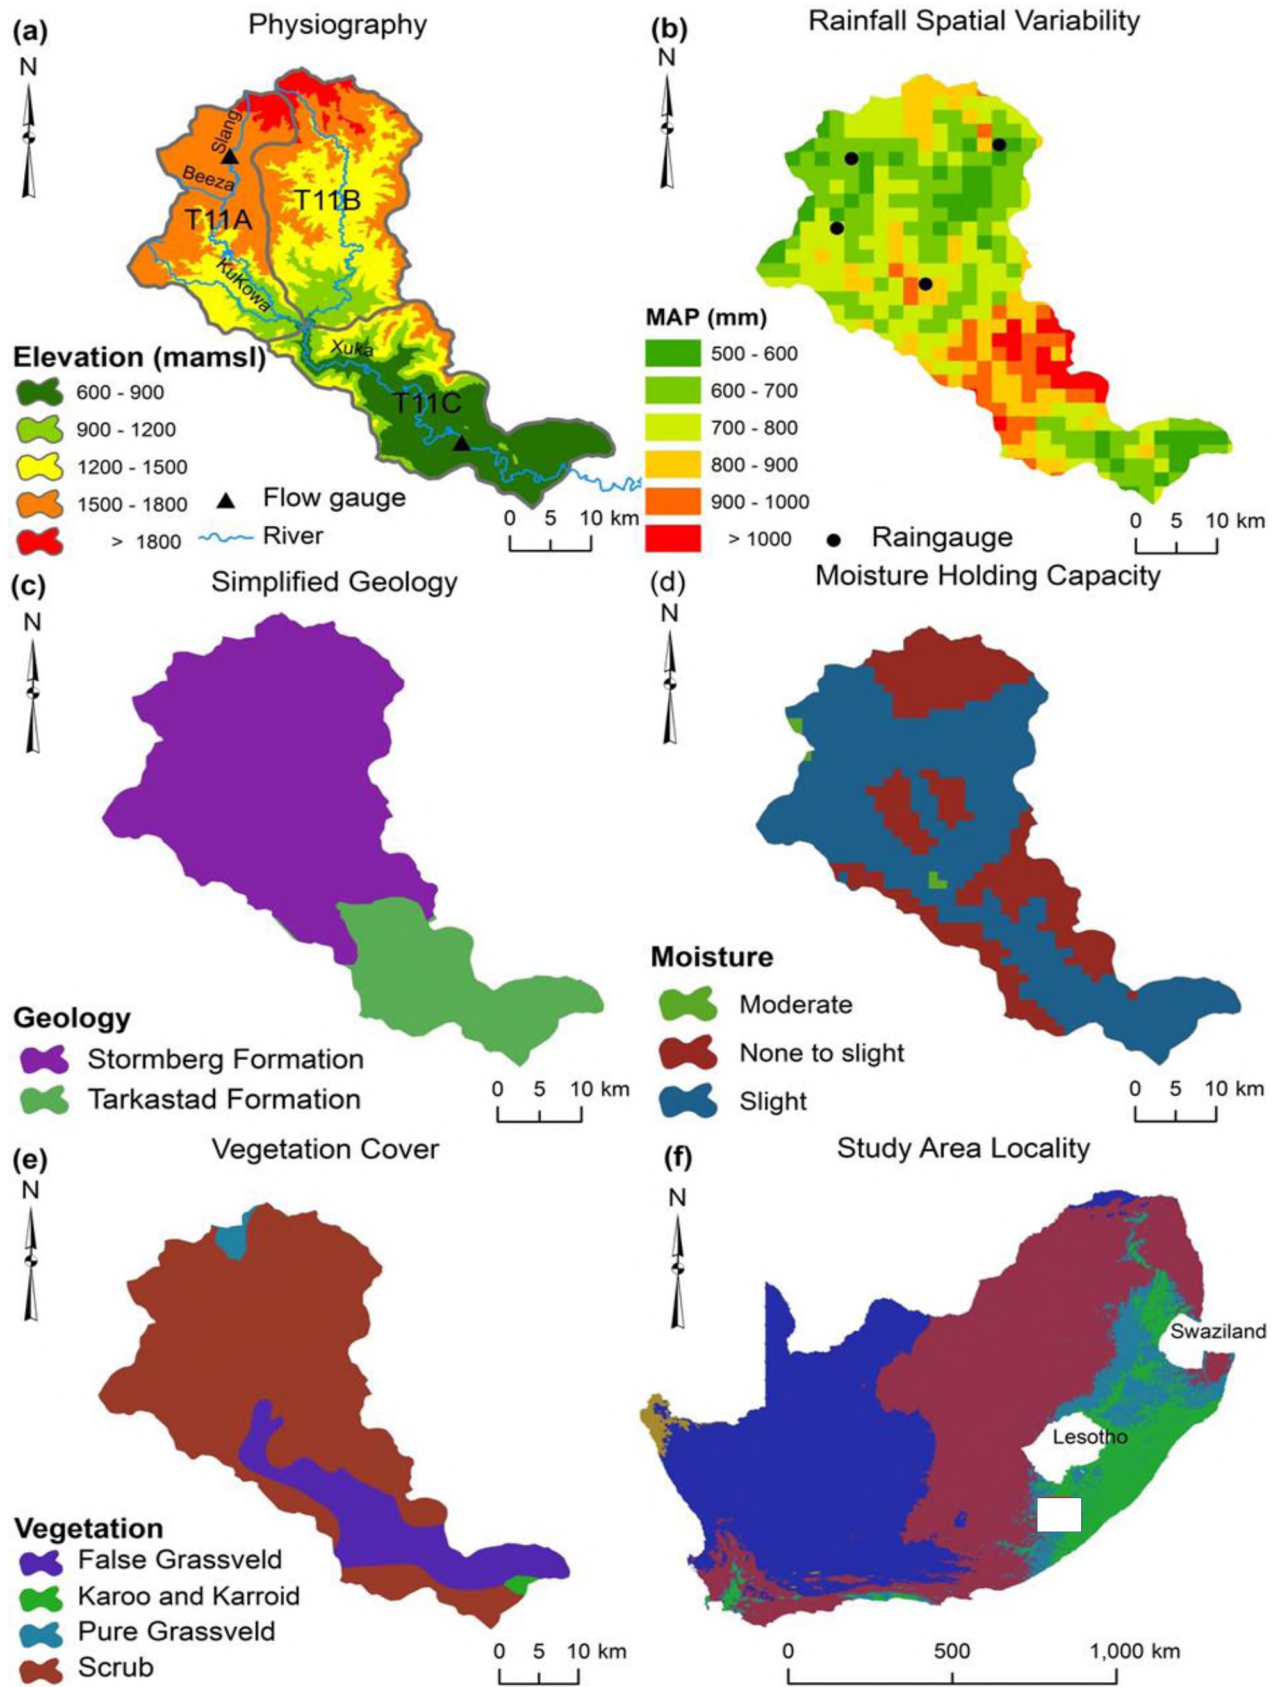 (a)
Physiography
N
Slang
Beeza
T11A
T11B
KuKowa
Xuka
T11C
Elevation (mamsl)
600 - 900
900 - 1200
1200 - 1500
1500 - 1800
> 1800
Flow gauge
River
0 5 10 km
(b)
Rainfall Spatial Variability
N
MAP (mm)
500 - 600
600 - 700
700 - 800
800 - 900
900 - 1000
> 1000
Raingauge
0 5 10 km
(c)
Simplified Geology
N
Geology
Stormberg Formation
Tarkastad Formation
0 5 10 km
(d)
Moisture Holding Capacity
N
Moisture
Moderate
None to slight
Slight
0 5 10 km
(e)
Vegetation Cover
N
Vegetation
False Grassveld
Karoo and Karroid
Pure Grassveld
Scrub
0 5 10 km
(f)
Study Area Locality
N
Swaziland
Lesotho
0 500 1,000 km